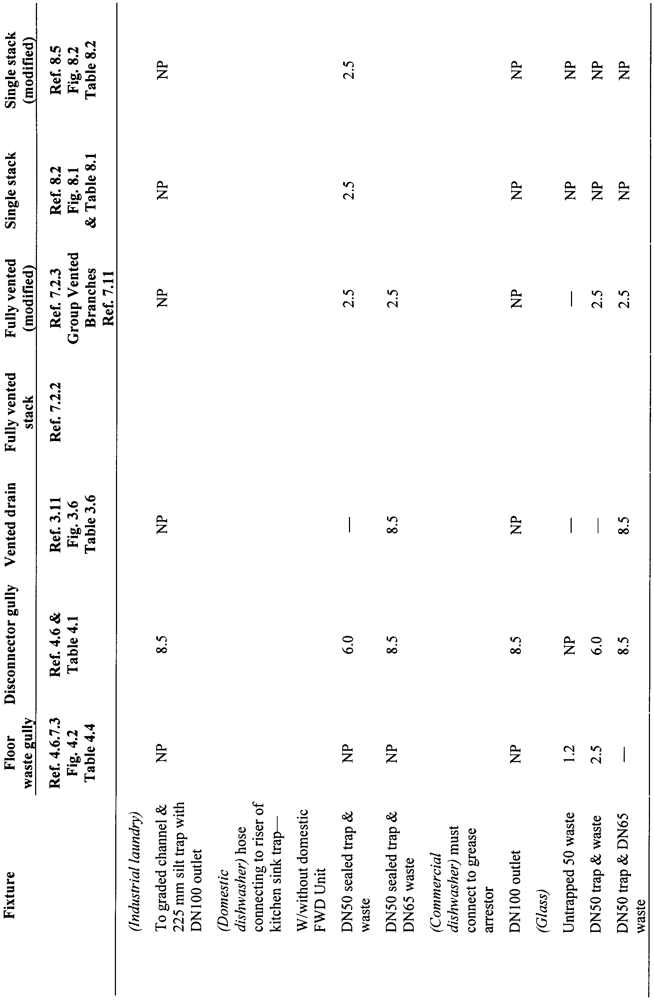 Fixture Floor waste gully Disconnector gully Vented drain Fully vented stack Fully vented (modified) Single stack Single stack (modified)
Ref. 4.6.7.3 Ref. 4.6 & Ref. 3.11 Ref. 7.2.2 Ref. 7.2.3 Ref. 8.2 Ref. 8.5
Fig. 4.2 Table 4.1 Fig. 3.6 Group Vented Fig. 8.1 Fig. 8.2
Table 4.4 Table 3.6 Branches & Table 8.1 Table 8.2
Ref. 7.11
(Industrial laundry)
To graded channel & NP 8.5 NP NP NP NP
225 mm silt trap with
DN100 outlet
(Domestic
dishwasher) hose
connecting to riser of
kitchen sink trap—
W/without domestic
FWD Unit
DN50 sealed trap & NP 6.0 — 2.5 2.5 2.5
waste
DN50 sealed trap & NP 8.5 8.5 2.5
DN65 waste
(Commercial
dishwasher) must
connect to grease
arrestor
DN100 outlet NP 8.5 NP NP NP NP
(Glass)
Untrapped 50 waste 1.2 NP — — NP NP
DN50 trap & waste 2.5 6.0 — 2.5 NP NP
DN50 trap & DN65 — 8.5 8.5 2.5 NP NP
waste